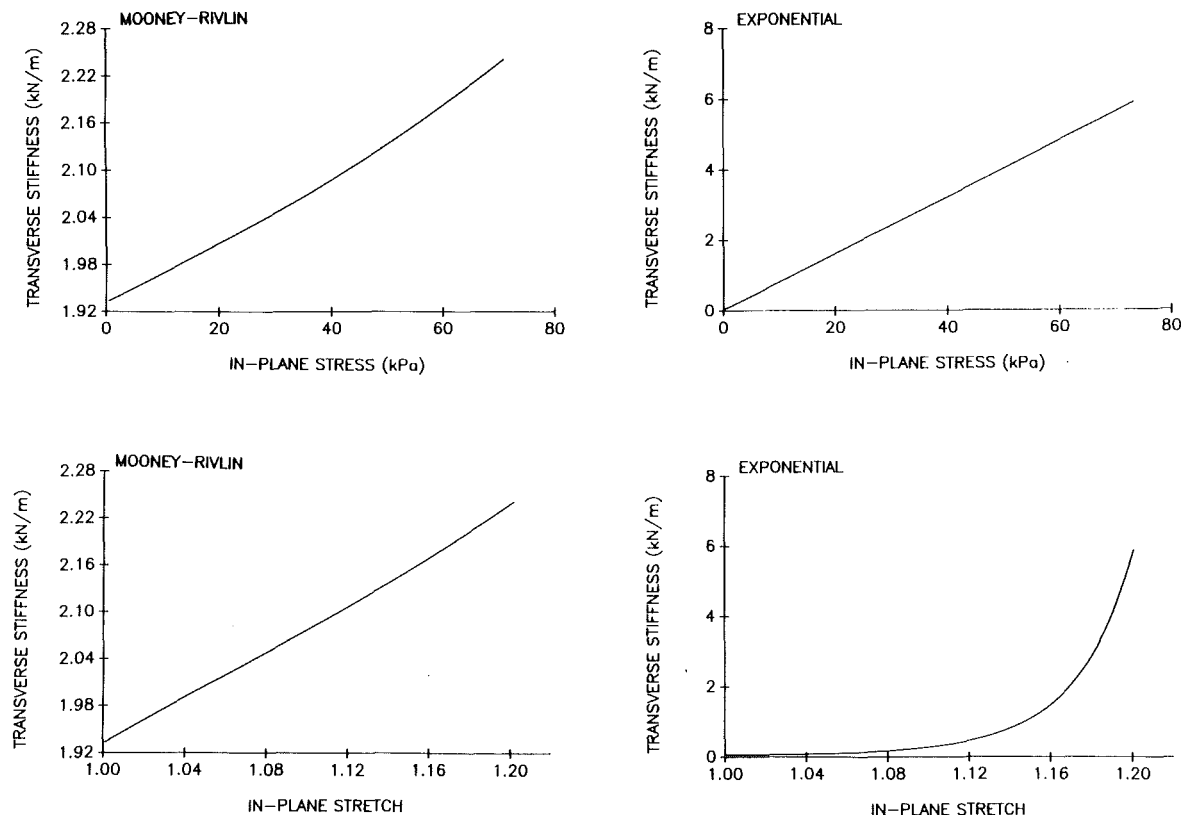 MOONEY-RIVLIN
TRANSVERSE STIFFNESS (kN/m)
2.28
2.22
2.16
2.10
2.04
1.98
1.92
0 20 40 60 80
IN-PLANE STRESS (kPa)
EXPONENTIAL
TRANSVERSE STIFFNESS (kN/m)
8
6
4
2
0
0 20 40 60 80
IN-PLANE STRESS (kPa)
MOONEY-RIVLIN
TRANSVERSE STIFFNESS (kN/m)
2.28
2.22
2.16
2.10
2.04
1.98
1.92
1.00 1.04 1.08 1.12 1.16 1.20
IN-PLANE STRETCH
EXPONENTIAL
TRANSVERSE STIFFNESS (kN/m)
8
6
4
2
0
1.00 1.04 1.08 1.12 1.16 1.20
IN-PLANE STRETCH